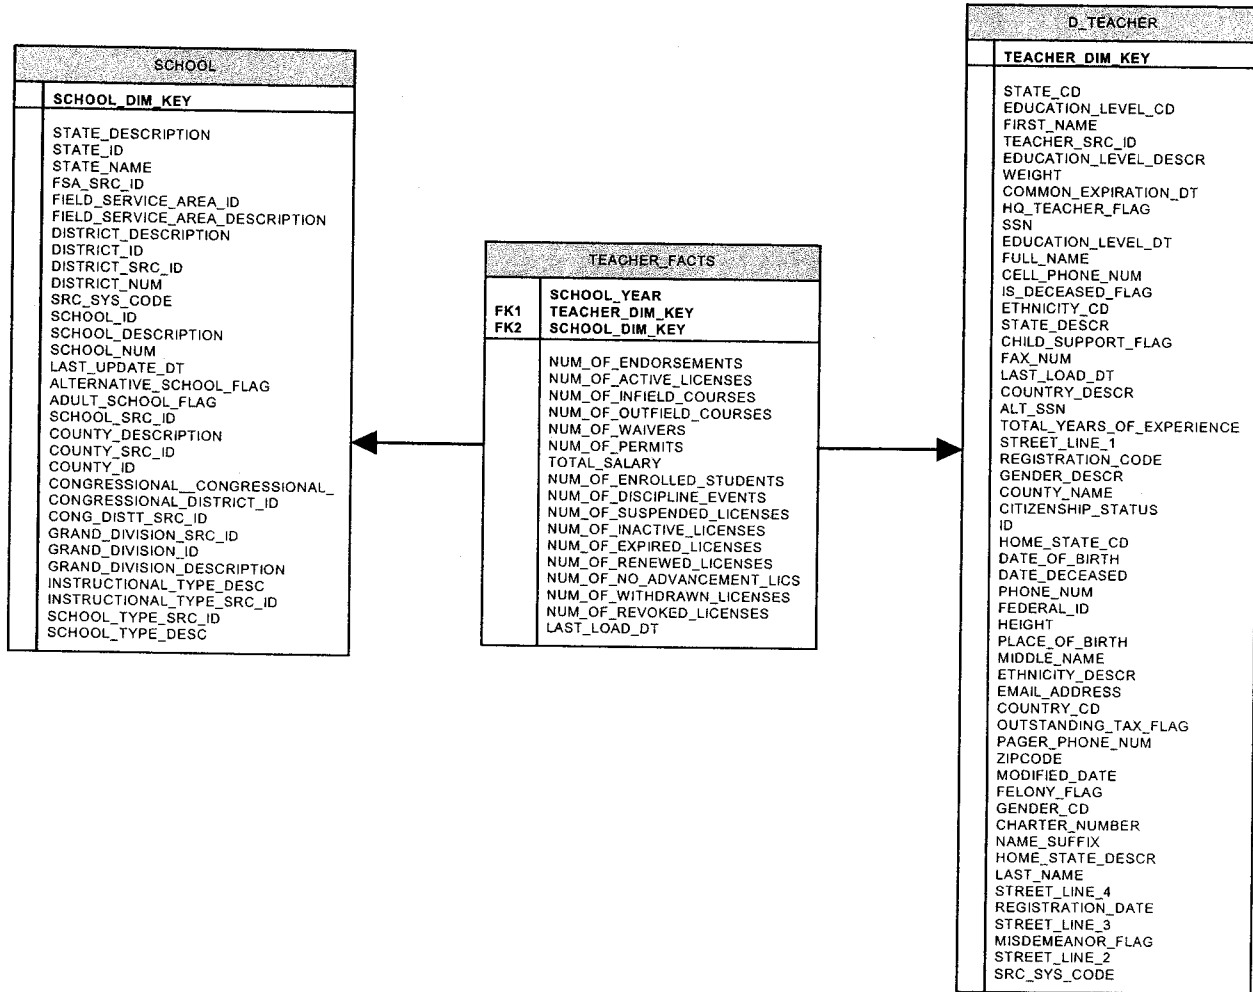 SCHOOL
SCHOOL_DIM_KEY
STATE_DESCRIPTION
STATE_ID
STATE_NAME
FSA_SRC_ID
FIELD_SERVICE_AREA_ID
FIELD_SERVICE_AREA_DESCRIPTION
DISTRICT_DESCRIPTION
DISTRICT_ID
DISTRICT_SRC_ID
DISTRICT_NUM
SRC_SYS_CODE
SCHOOL_ID
SCHOOL_DESCRIPTION
SCHOOL_NUM
LAST_UPDATE_DT
ALTERNATIVE_SCHOOL_FLAG
ADULT_SCHOOL_FLAG
SCHOOL_SRC_ID
COUNTY_DESCRIPTION
COUNTY_SRC_ID
COUNTY_ID
CONGRESSIONAL__CONGRESSIONAL_
CONGRESSIONAL_DISTRICT_ID
CONG_DISTT_SRC_ID
GRAND_DIVISION_SRC_ID
GRAND_DIVISION_ID
GRAND_DIVISION_DESCRIPTION
INSTRUCTIONAL_TYPE_DESC
INSTRUCTIONAL_TYPE_SRC_ID
SCHOOL_TYPE_SRC_ID
SCHOOL_TYPE_DESC
TEACHER_FACTS
SCHOOL_YEAR
FK1 TEACHER_DIM_KEY
FK2 SCHOOL_DIM_KEY
NUM_OF_ENDORSEMENTS
NUM_OF_ACTIVE_LICENSES
NUM_OF_INFIELD_COURSES
NUM_OF_OUTFIELD_COURSES
NUM_OF_WAIVERS
NUM_OF_PERMITS
TOTAL_SALARY
NUM_OF_ENROLLED_STUDENTS
NUM_OF_DISCIPLINE_EVENTS
NUM_OF_SUSPENDED_LICENSES
NUM_OF_INACTIVE_LICENSES
NUM_OF_EXPIRED_LICENSES
NUM_OF_RENEWED_LICENSES
NUM_OF_NO_ADVANCEMENT_LICS
NUM_OF_WITHDRAWN_LICENSES
NUM_OF_REVOKED_LICENSES
LAST_LOAD_DT
D_TEACHER
TEACHER_DIM_KEY
STATE_CD
EDUCATION_LEVEL_CD
FIRST_NAME
TEACHER_SRC_ID
EDUCATION_LEVEL_DESCR
WEIGHT
COMMON_EXPIRATION_DT
HQ_TEACHER_FLAG
SSN
EDUCATION_LEVEL_DT
FULL_NAME
CELL_PHONE_NUM
IS_DECEASED_FLAG
ETHNICITY_CD
STATE_DESCR
CHILD_SUPPORT_FLAG
FAX_NUM
LAST_LOAD_DT
COUNTRY_DESCR
ALT_SSN
TOTAL_YEARS_OF_EXPERIENCE
STREET_LINE_1
REGISTRATION_CODE
GENDER_DESCR
COUNTY_NAME
CITIZENSHIP_STATUS
ID
HOME_STATE_CD
DATE_OF_BIRTH
DATE_DECEASED
PHONE_NUM
FEDERAL_ID
HEIGHT
PLACE_OF_BIRTH
MIDDLE_NAME
ETHNICITY_DESCR
EMAIL_ADDRESS
COUNTRY_CD
OUTSTANDING_TAX_FLAG
PAGER_PHONE_NUM
ZIPCODE
MODIFIED_DATE
FELONY_FLAG
GENDER_CD
CHARTER_NUMBER
NAME_SUFFIX
HOME_STATE_DESCR
LAST_NAME
STREET_LINE_4
REGISTRATION_DATE
STREET_LINE_3
MISDEMEANOR_FLAG
STREET_LINE_2
SRC_SYS_CODE